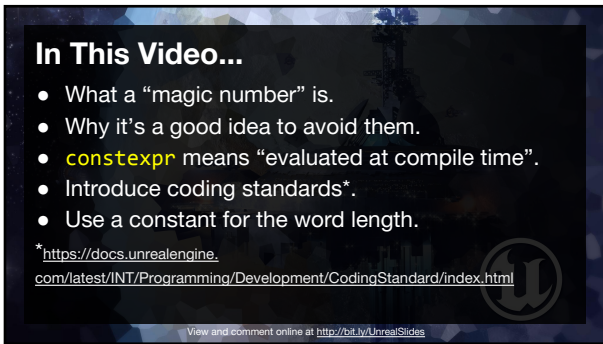 In This Video...
● What a “magic number” is.
● Why it’s a good idea to avoid them.
● constexpr means “evaluated at compile time”.
● Introduce coding standards*.
● Use a constant for the word length.
*https://docs.unrealengine.
com/latest/INT/Programming/Development/CodingStandard/index.html
View and comment online at http://bit.ly/UnrealSlides